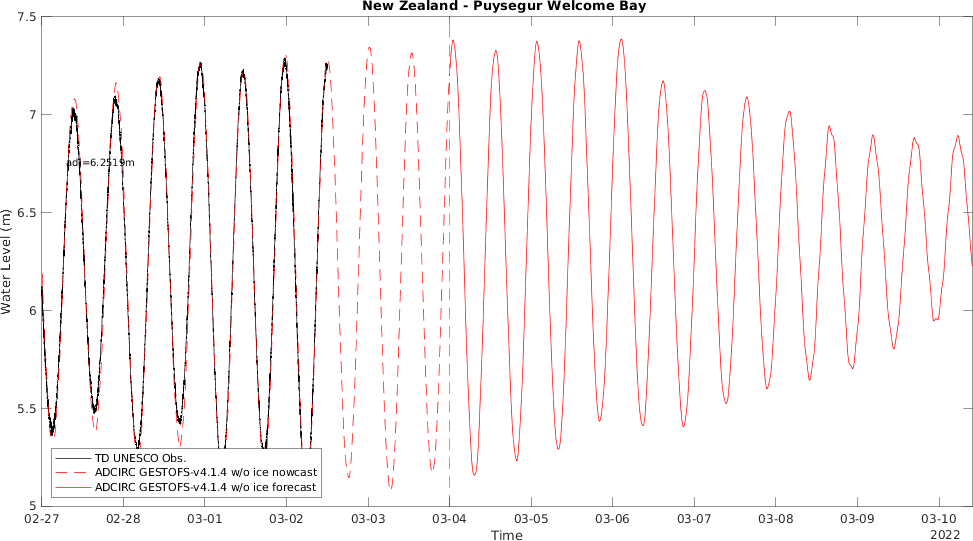 New Zealand - Puysegur Welcome Bay
7.5
7
6.5
6
5.5
5
Water Level (m)
adj=6.2519m
TD UNESCO Obs.
ADCIRC GESTOFS-v4.1.4 w/o ice nowcast
ADCIRC GESTOFS-v4.1.4 w/o ice forecast
02-27 02-28 03-01 03-02 03-03 03-04 03-05 03-06 03-07 03-08 03-09 03-10
2022
Time